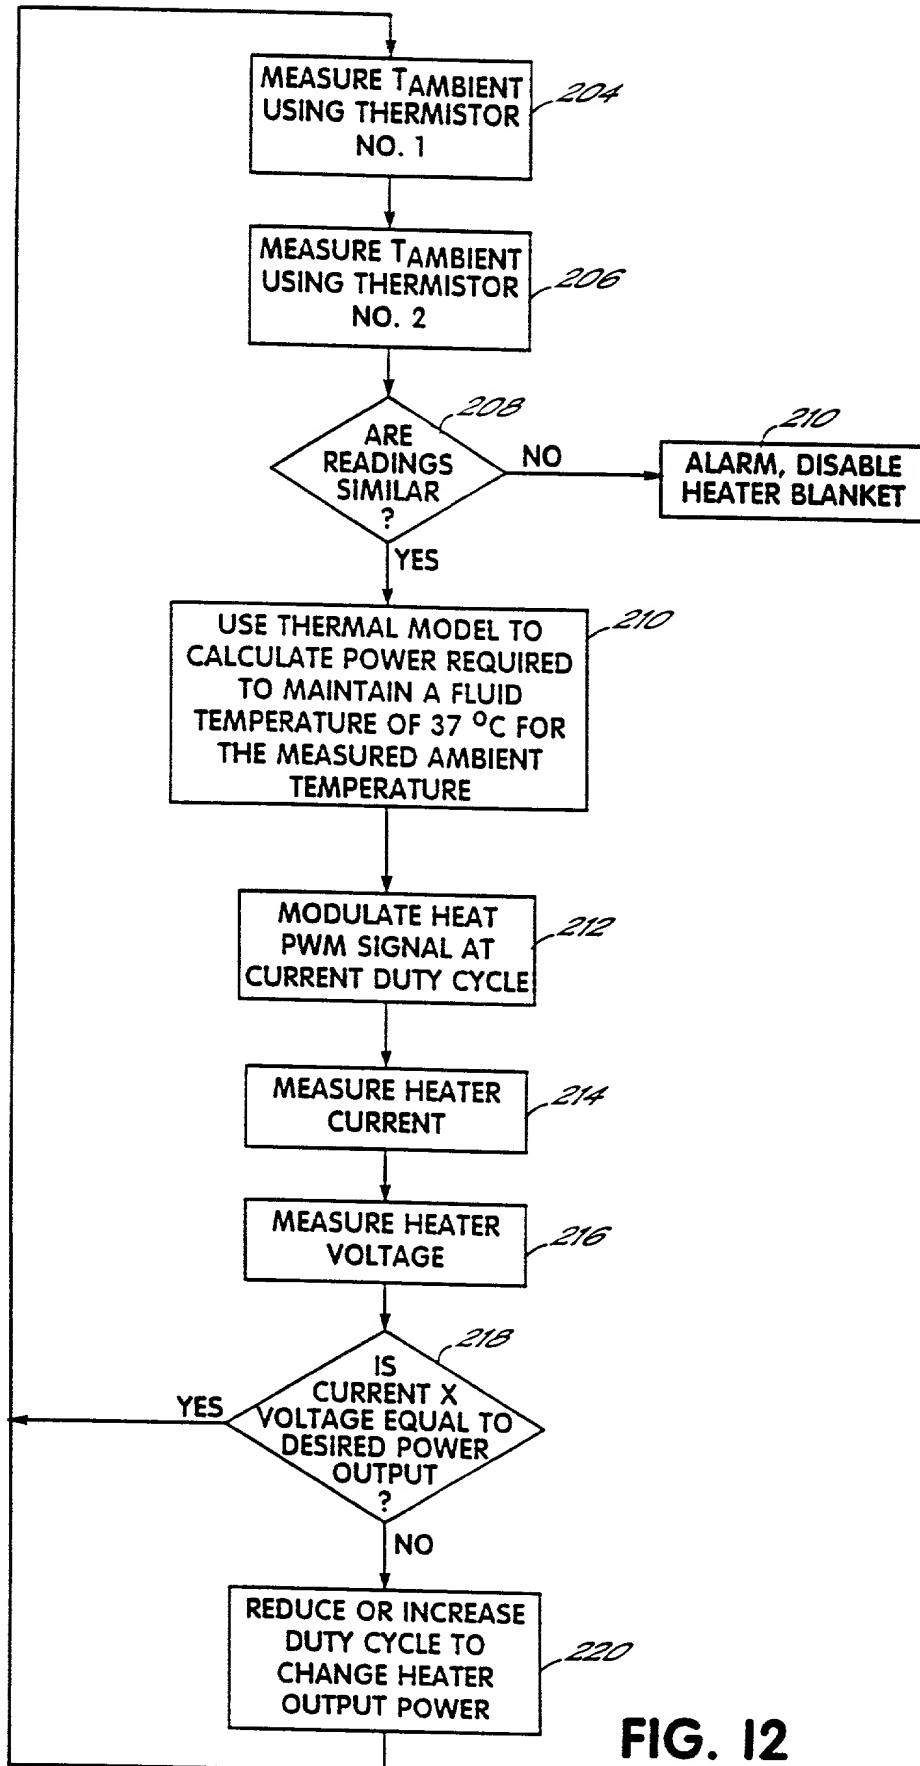 MEASURE TAMBIENT
USING THERMISTOR
NO. 1
204
MEASURE TAMBIENT
USING THERMISTOR
NO. 2
206
ARE
READINGS
SIMILAR
?
208
NO
210
ALARM, DISABLE
HEATER BLANKET
YES
USE THERMAL MODEL TO
CALCULATE POWER REQUIRED
TO MAINTAIN A FLUID
TEMPERATURE OF 37 °C FOR
THE MEASURED AMBIENT
TEMPERATURE
210
MODULATE HEAT
PWM SIGNAL AT
CURRENT DUTY CYCLE
212
MEASURE HEATER
CURRENT
214
MEASURE HEATER
VOLTAGE
216
218
IS
CURRENT X
VOLTAGE EQUAL TO
DESIRED POWER
OUTPUT
?
YES
NO
REDUCE OR INCREASE
DUTY CYCLE TO
CHANGE HEATER
OUTPUT POWER
220
FIG. 12